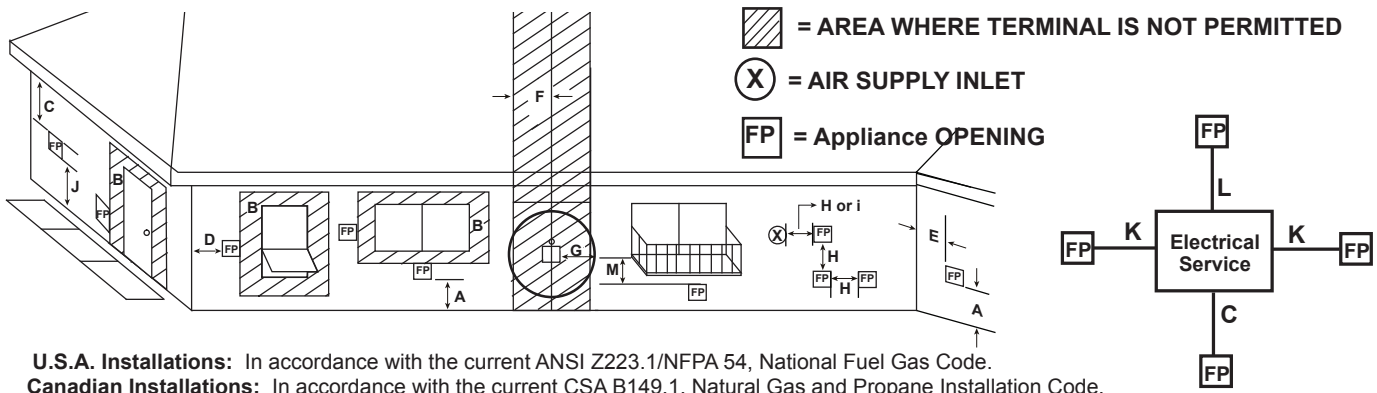 = AREA WHERE TERMINAL IS NOT PERMITTED
X = AIR SUPPLY INLET
FP = Appliance OPENING
F
C
FP
J
B
FP
D
FP
B
FP
B
FP
A
G
M
FP
H or i
X
FP
H
FP
H
FP
E
FP
A
FP
L
FP
K
Electrical
Service
K
FP
C
FP
U.S.A. Installations: In accordance with the current ANSI Z223.1/NFPA 54, National Fuel Gas Code.
Canadian Installations: In accordance with the current CSA B149.1, Natural Gas and Propane Installation Code.